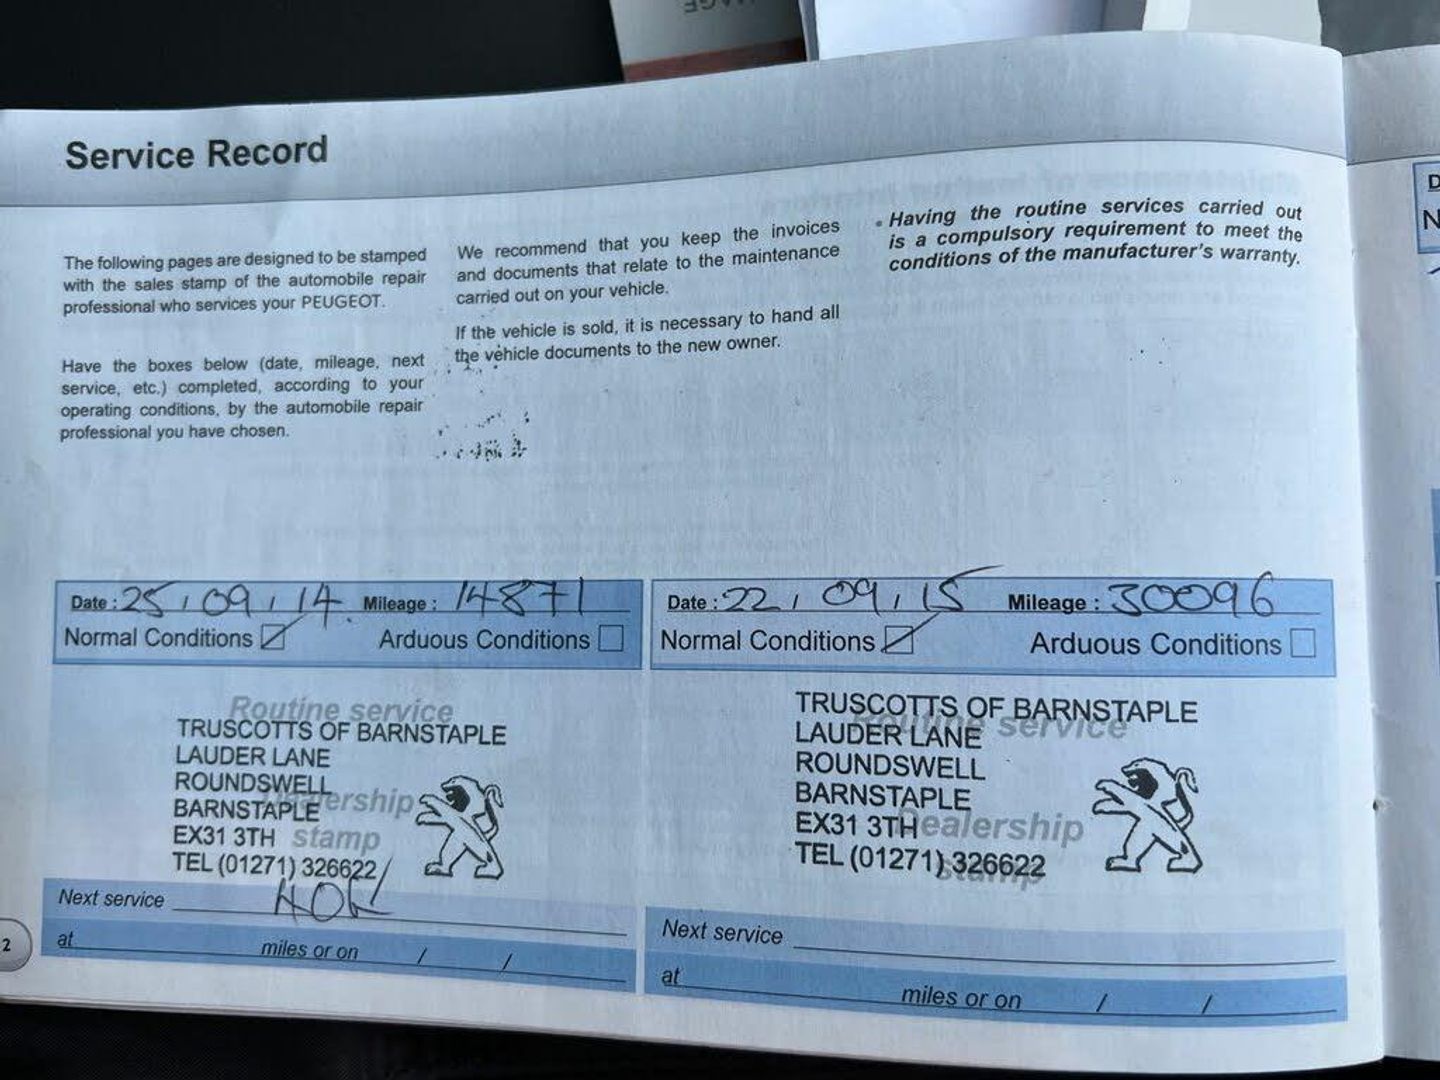 Service Record
The following pages are designed to be stamped
with the sales stamp of the automobile repair
professional who services your PEUGEOT.
Have the boxes below (date, mileage, next
service, etc.) completed, according to your
operating conditions, by the automobile repair
professional you have chosen.
We recommend that you keep the invoices
and documents that relate to the maintenance
carried out on your vehicle.
If the vehicle is sold, it is necessary to hand all
the vehicle documents to the new owner.
• Having the routine services carried out
is a compulsory requirement to meet the
conditions of the manufacturer's warranty.
Date : 25 / 09 / 14 Mileage : 14871
Normal Conditions Arduous Conditions
Routine service
TRUSCOTTS OF BARNSTAPLE
LAUDER LANE
ROUNDSWELL
Dealership
BARNSTAPLE
EX31 3TH stamp
TEL (01271) 326622
Next service 40K
at miles or on / /
Date : 22 / 09 / 15 Mileage : 30096
Normal Conditions Arduous Conditions
TRUSCOTTS OF BARNSTAPLE
Routine service
LAUDER LANE
ROUNDSWELL
BARNSTAPLE
EX31 3TH Dealership
TEL (01271) 326622
stamp
Next service
at miles or on / /
2